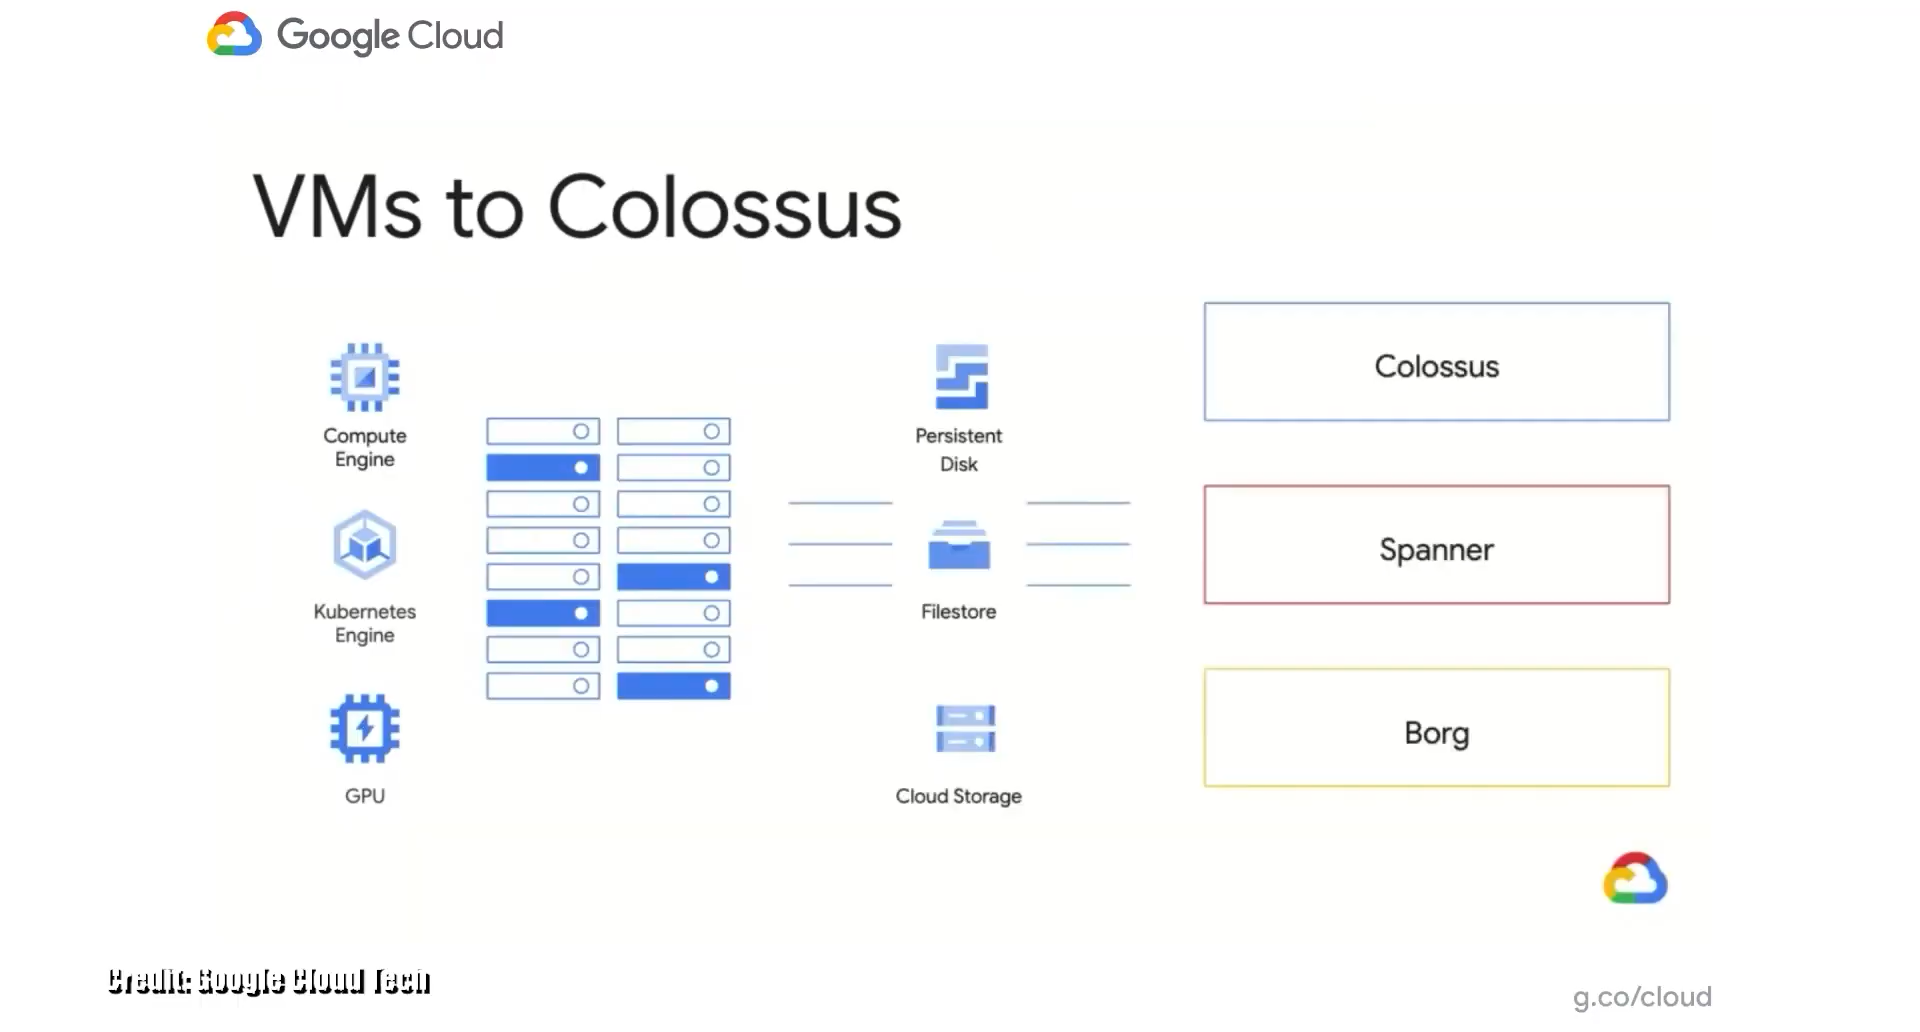 Google Cloud
VMs to Colossus
Compute
Engine
Kubernetes
Engine
GPU
Persistent
Disk
Filestore
Cloud Storage
Colossus
Spanner
Borg
Credit: Google Cloud Tech
g.co/cloud